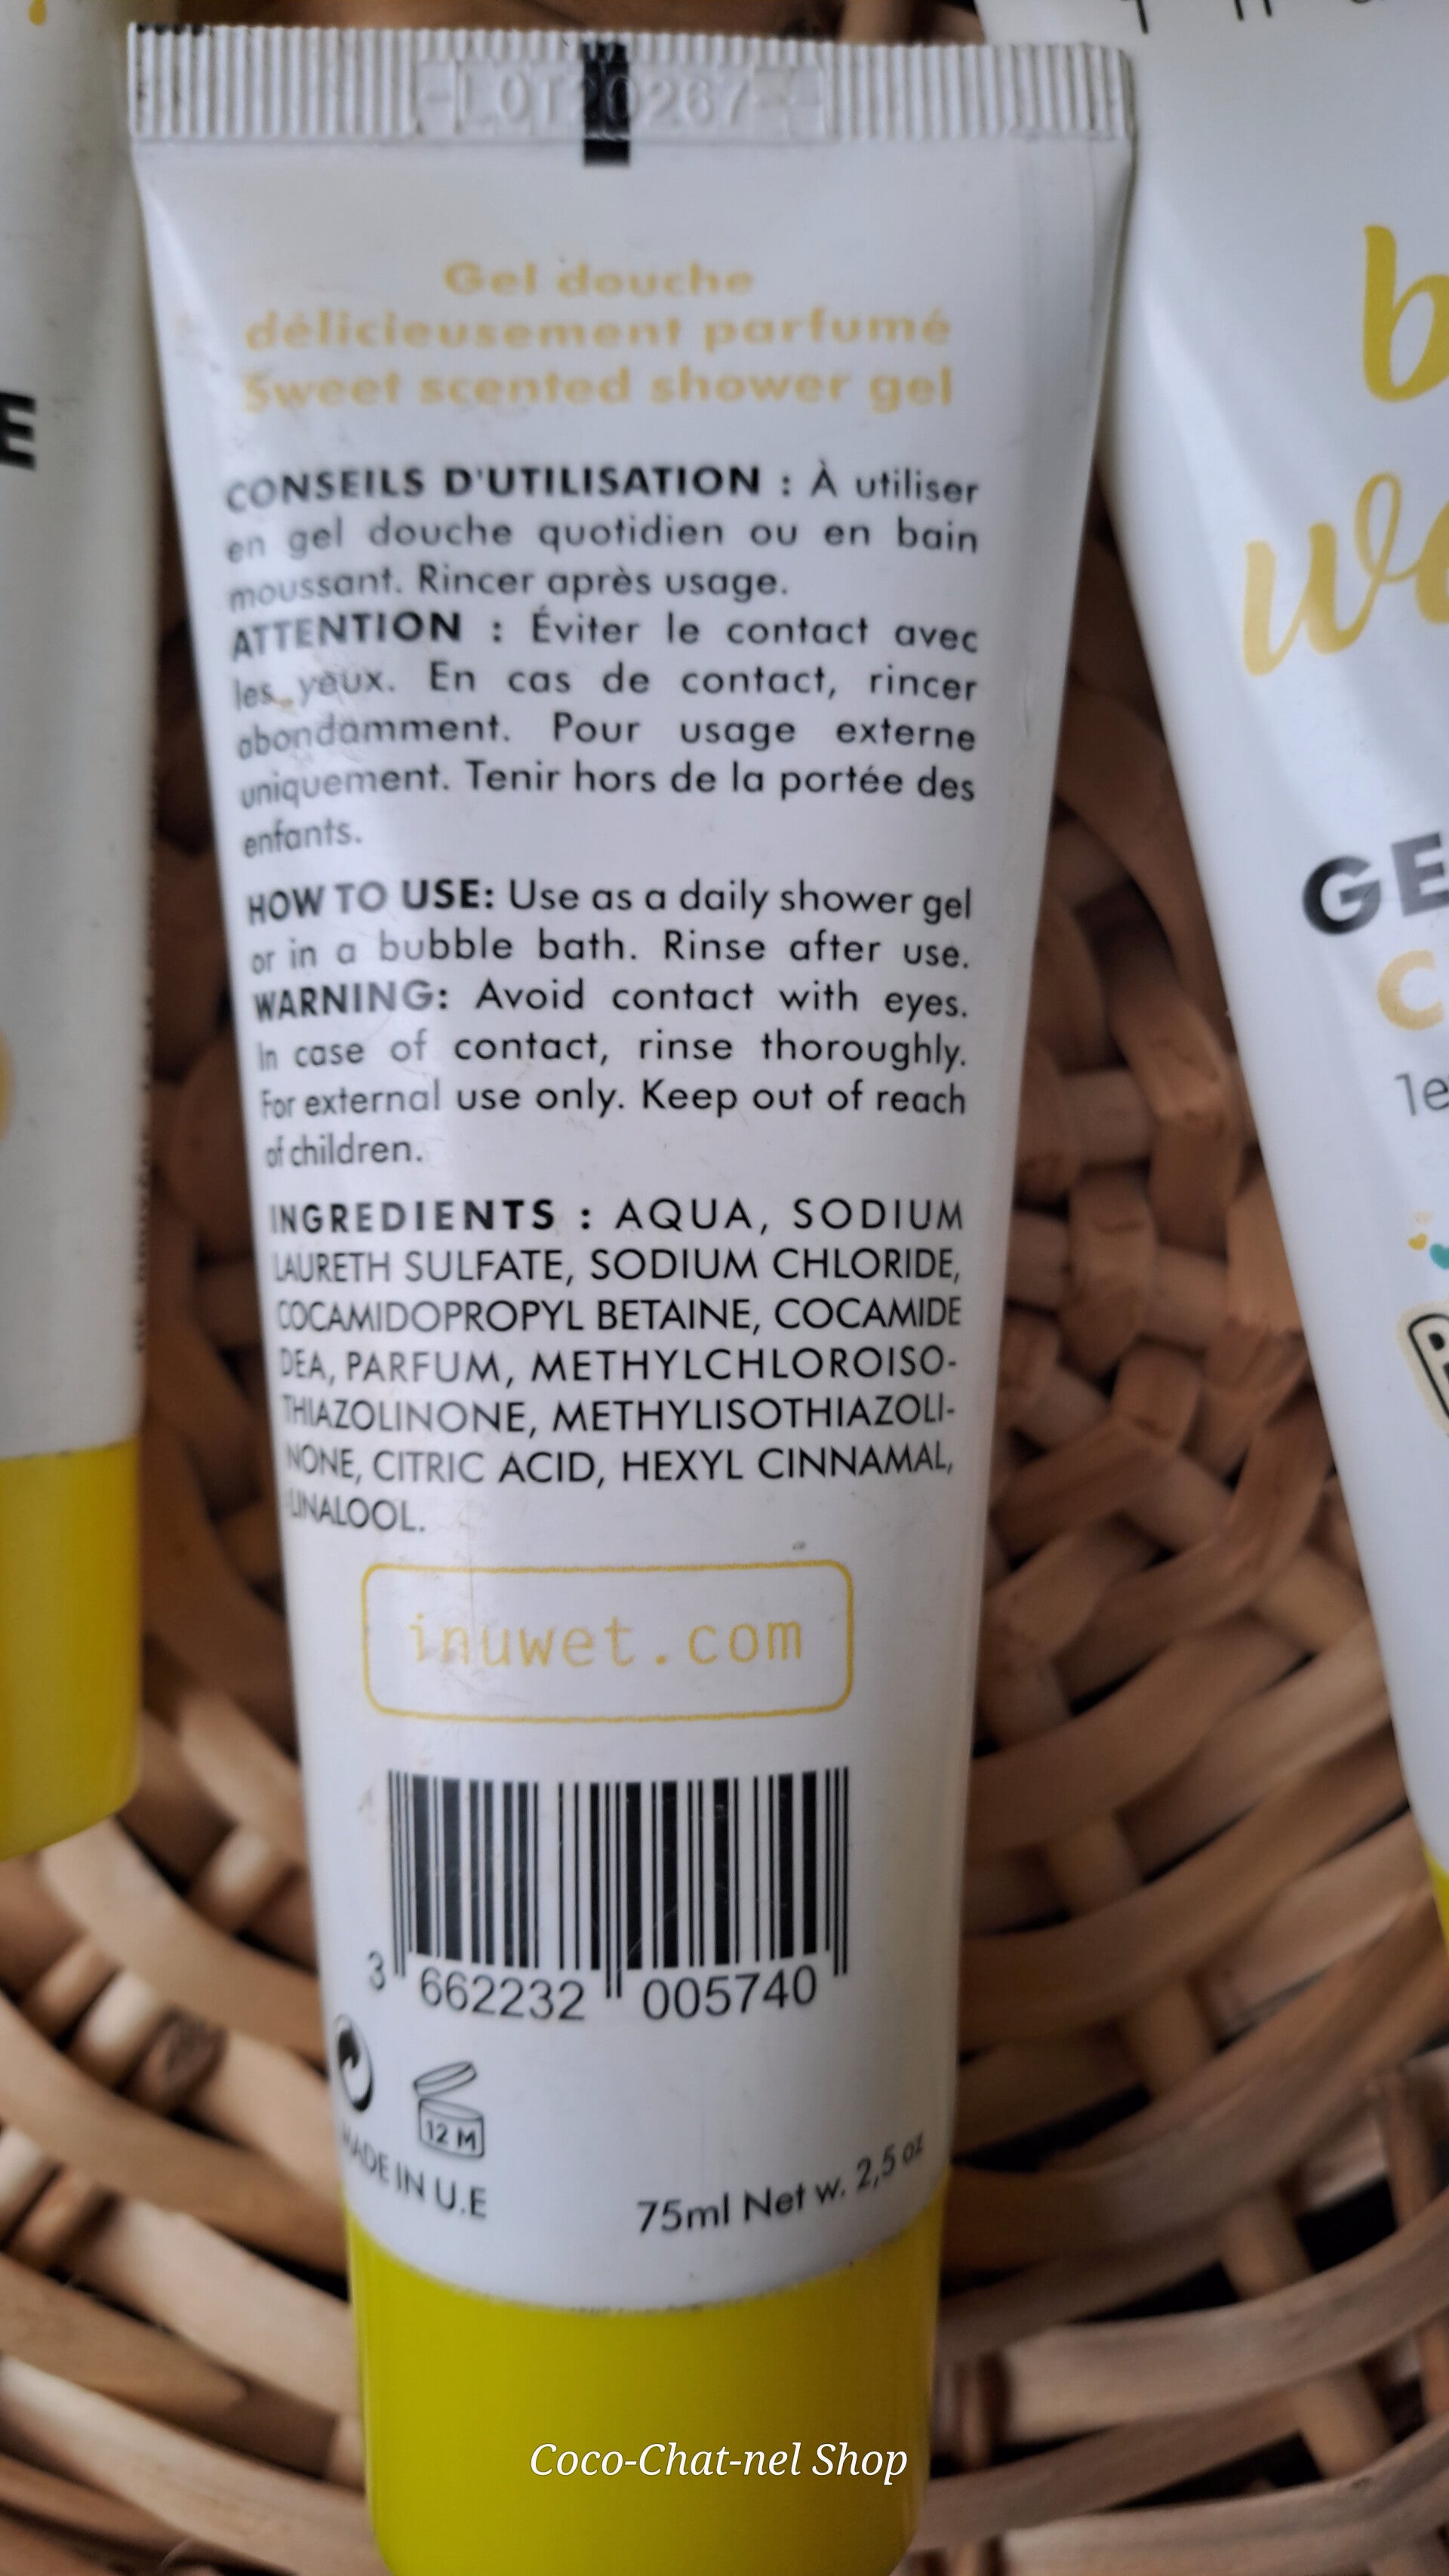 -LOT20267-
Gel douche
délicieusement parfumé
Sweet scented shower gel
CONSEILS D'UTILISATION : À utiliser
en gel douche quotidien ou en bain
moussant. Rincer après usage.
ATTENTION : Éviter le contact avec
les yeux. En cas de contact, rincer
abondamment. Pour usage externe
uniquement. Tenir hors de la portée des
enfants.
HOW TO USE: Use as a daily shower gel
or in a bubble bath. Rinse after use.
WARNING: Avoid contact with eyes.
In case of contact, rinse thoroughly.
For external use only. Keep out of reach
of children.
INGREDIENTS : AQUA, SODIUM
LAURETH SULFATE, SODIUM CHLORIDE,
COCAMIDOPROPYL BETAINE, COCAMIDE
DEA, PARFUM, METHYLCHLOROISO-
THIAZOLINONE, METHYLISOTHIAZOLI-
NONE, CITRIC ACID, HEXYL CINNAMAL,
LINALOOL.
inuwet.com
3 662232 005740
12 M
MADE IN U.E
75ml Net w. 2,5 oz
E
b
GE
C
1e
Coco-Chat-nel Shop